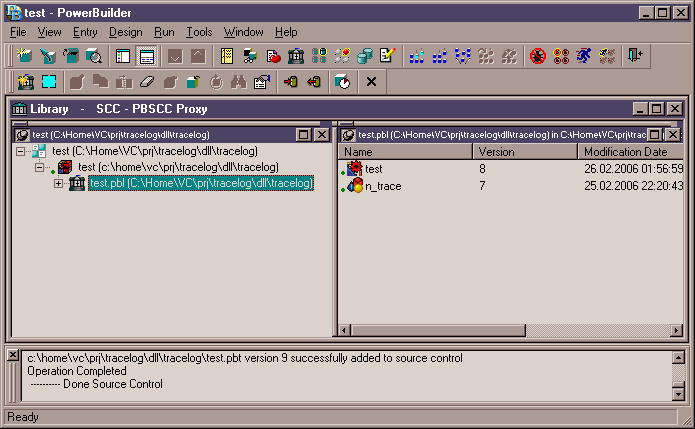 test - PowerBuilder
File View Entry Design Run Tools Window Help
Library - SCC - PBSCC Proxy
test (C:\Home\VC\prj\tracelog\dll\tracelog)
test (C:\Home\VC\prj\tracelog\dll\tracelog)
test (c:\home\vc\prj\tracelog\dll\tracelog)
test.pbl (C:\Home\VC\prj\tracelog\dll\tracelog)
test.pbl (C:\Home\VC\prj\tracelog\dll\tracelog) in C:\Home\VC\prj\trac
Name Version Modification Date
test 8 26.02.2006 01:56:59
n_trace 7 25.02.2006 22:20:43
c:\home\vc\prj\tracelog\dll\tracelog\test.pbt version 9 successfully added to source control
Operation Completed
---------- Done Source Control
Ready